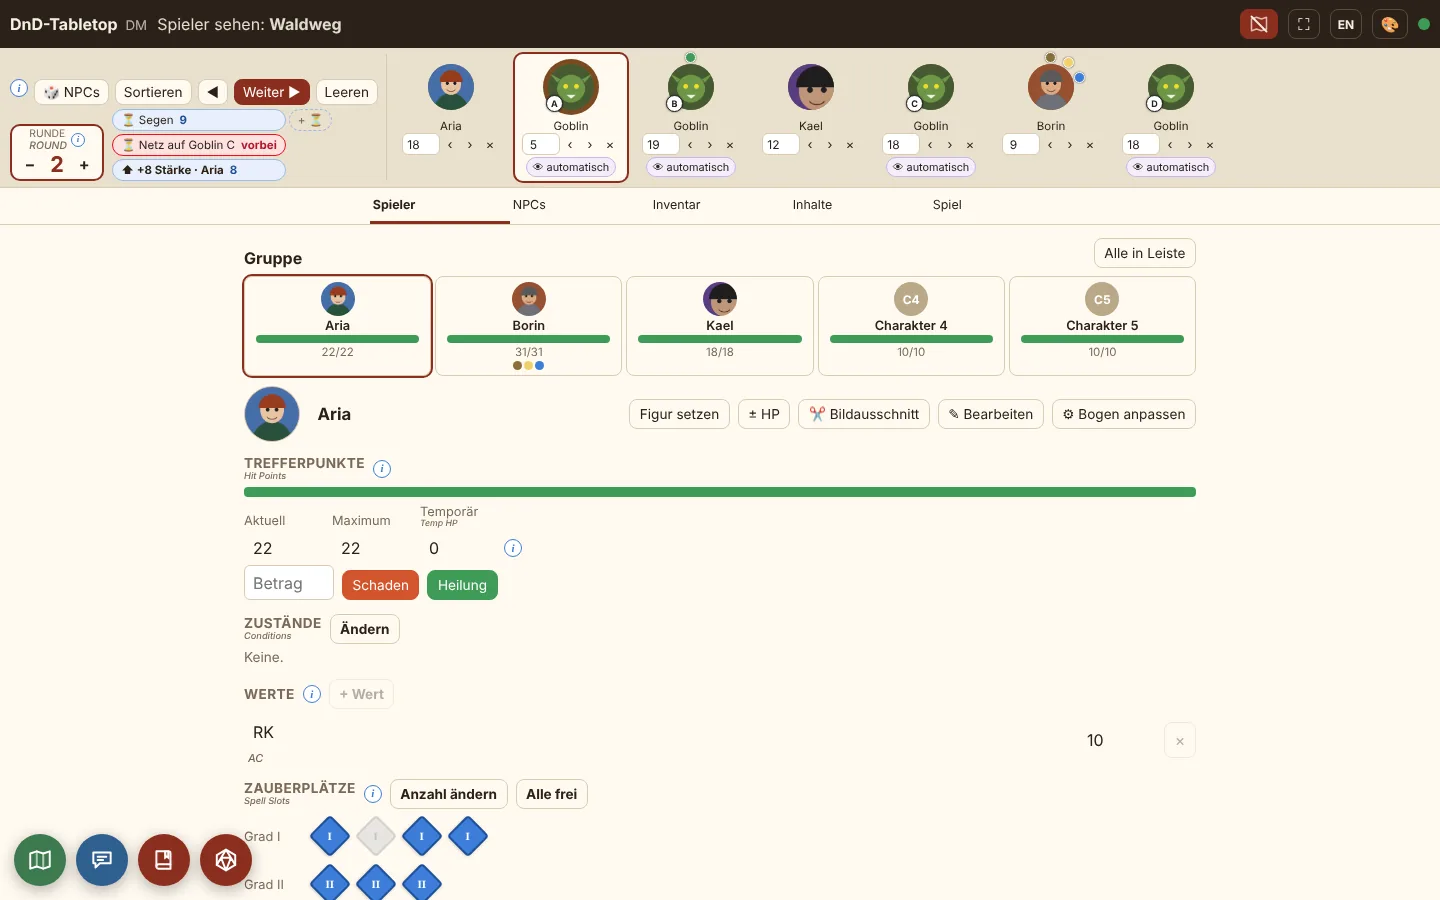 DnD-Tabletop DM Spieler sehen: Waldweg
EN
i NPCs Sortieren ◀ Weiter ▶ Leeren
RUNDE
ROUND i
− 2 +
Segen 9
+
Netz auf Goblin C vorbei
+8 Stärke · Aria 8
Aria
18 ‹ › ×
A
Goblin
5 ‹ › ×
automatisch
B
Goblin
19 ‹ › ×
automatisch
Kael
12 ‹ › ×
C
Goblin
18 ‹ › ×
automatisch
Borin
9 ‹ › ×
D
Goblin
18 ‹ › ×
automatisch
Spieler NPCs Inventar Inhalte Spiel
Gruppe Alle in Leiste
Aria
22/22
Borin
31/31
Kael
18/18
C4
Charakter 4
10/10
C5
Charakter 5
10/10
Aria Figur setzen ± HP Bildausschnitt ✎ Bearbeiten ⚙ Bogen anpassen
TREFFERPUNKTE i
Hit Points
Aktuell Maximum Temporär
Temp HP
22 22 0 i
Betrag Schaden Heilung
ZUSTÄNDE Ändern
Conditions
Keine.
WERTE i + Wert
RK 10 ×
AC
ZAUBERPLÄTZE i Anzahl ändern Alle frei
Spell Slots
Grad I I I I I
Grad II II II II